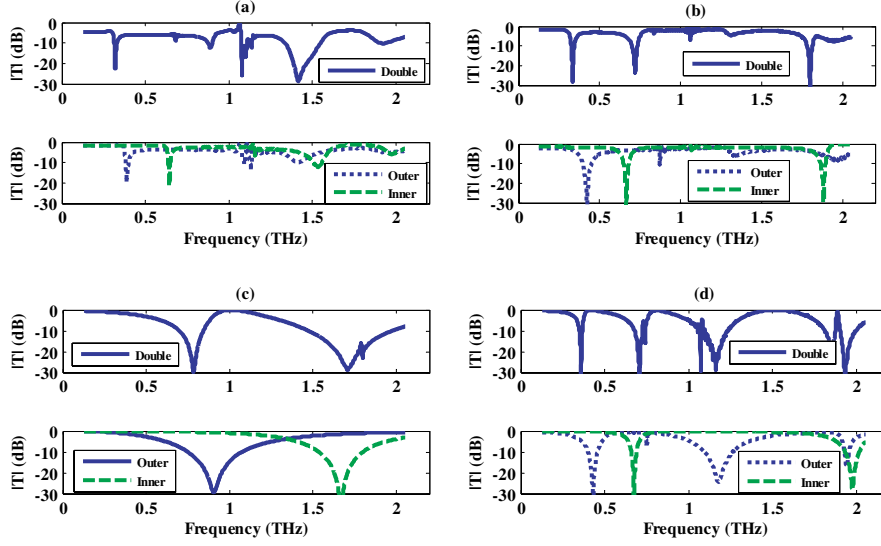 (a)
|T| (dB)
0
-10
-20
-30
0 0.5 1 1.5 2
Double
|T| (dB)
0
-10
-20
-30
0 0.5 1 1.5 2
Outer
Inner
Frequency (THz)
(b)
|T| (dB)
0
-10
-20
-30
0 0.5 1 1.5 2
Double
|T| (dB)
0
-10
-20
-30
0 0.5 1 1.5 2
Outer
Inner
Frequency (THz)
(c)
|T| (dB)
0
-10
-20
-30
0 0.5 1 1.5 2
Double
|T| (dB)
0
-10
-20
-30
0 0.5 1 1.5 2
Outer
Inner
Frequency (THz)
(d)
|T| (dB)
0
-10
-20
-30
0 0.5 1 1.5 2
Double
|T| (dB)
0
-10
-20
-30
0 0.5 1 1.5 2
Outer
Inner
Frequency (THz)